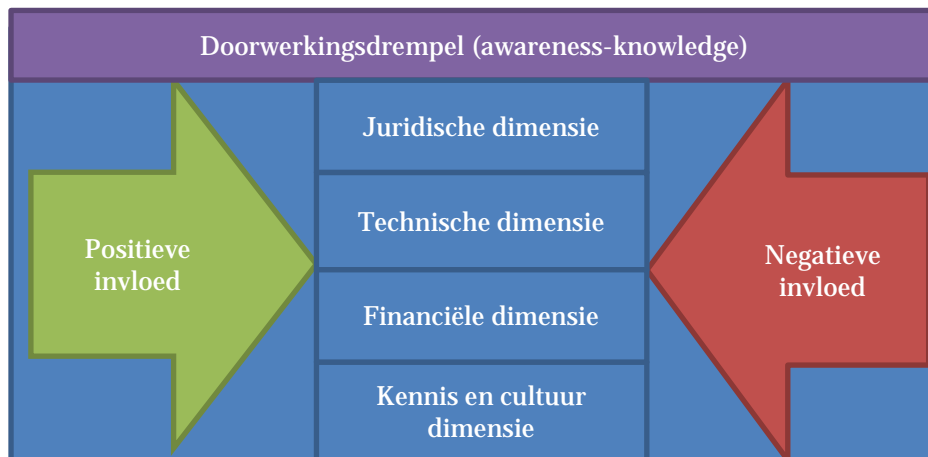 Doorwerkingsdrempel (awareness-knowledge)
Juridische dimensie
Technische dimensie
Positieve
invloed
Negatieve
invloed
Financiële dimensie
Kennis en cultuur
dimensie